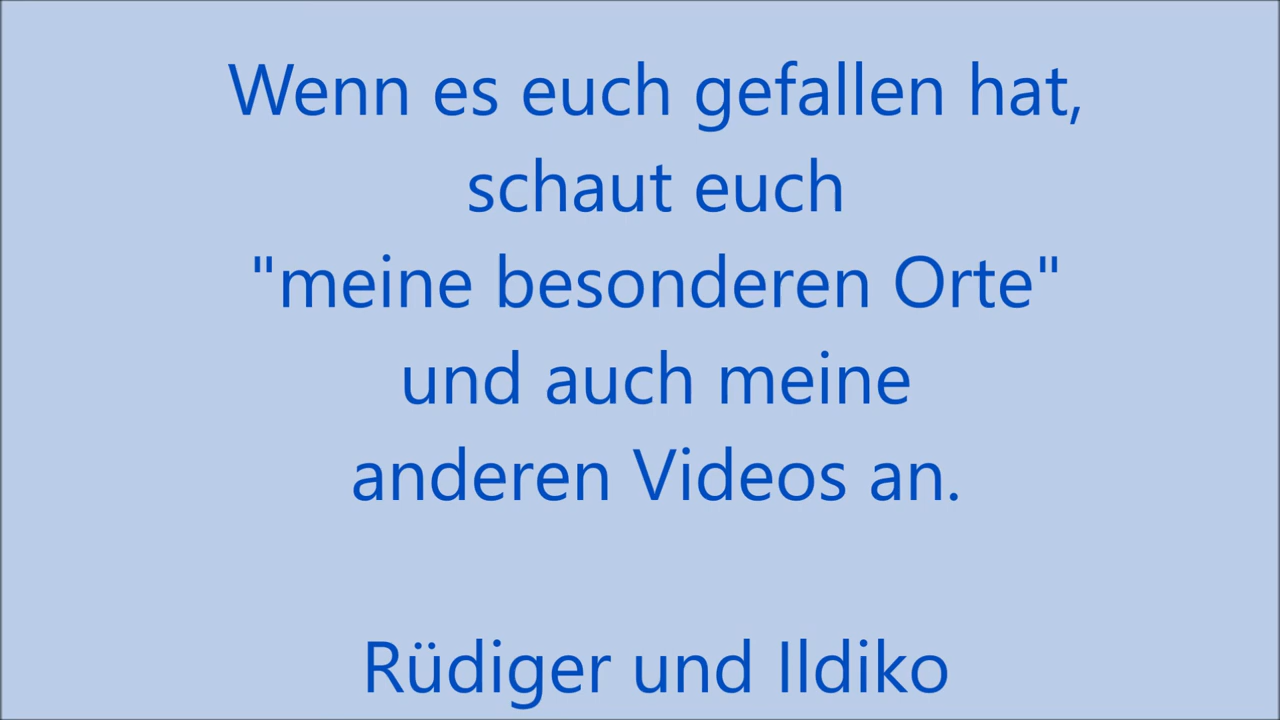 Wenn es euch gefallen hat,
schaut euch
"meine besonderen Orte"
und auch meine
anderen Videos an.
Rüdiger und Ildiko